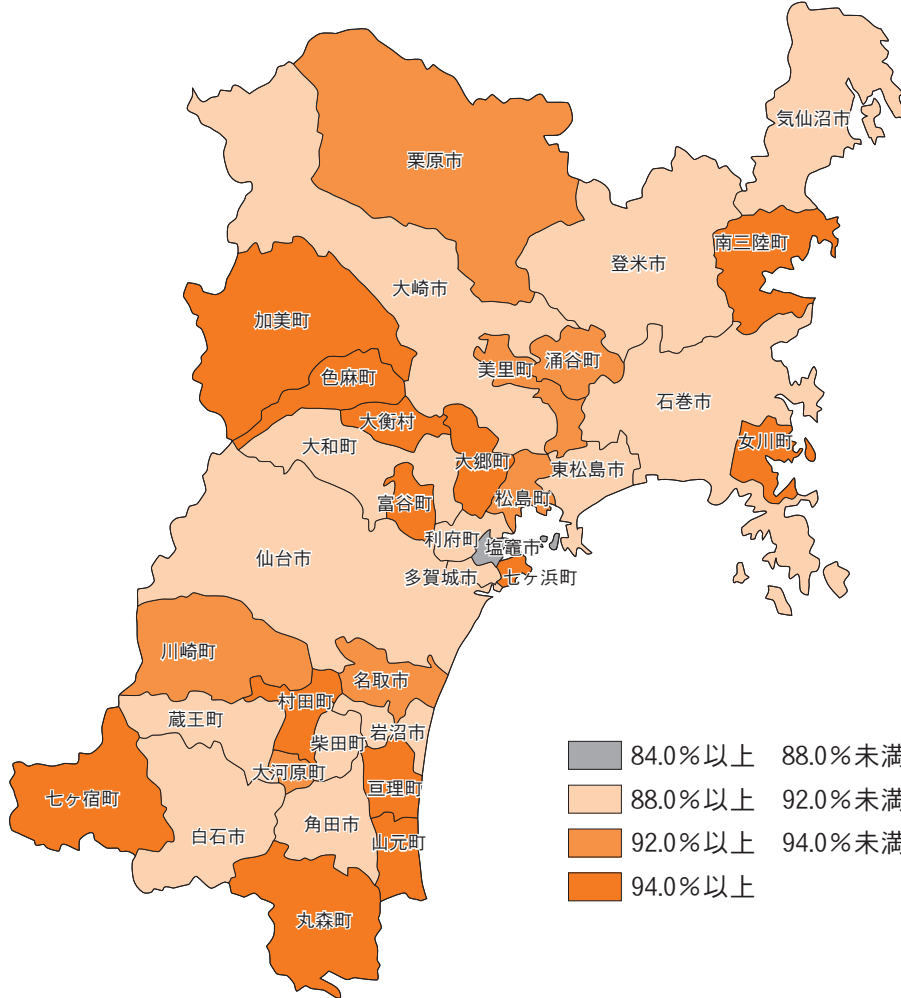 気仙沼市
栗原市
南三陸町
登米市
大崎市
加美町
涌谷町
美里町
色麻町
石巻市
大衡村
女川町
大和町
大郷町
東松島市
松島町
富谷町
利府町
塩竈市
仙台市
多賀城市
七ヶ浜町
川崎町
名取市
村田町
蔵王町
岩沼市
柴田町
大河原町
亘理町
七ヶ宿町
角田市
白石市
山元町
丸森町
84.0%以上 88.0%未満
88.0%以上 92.0%未満
92.0%以上 94.0%未満
94.0%以上